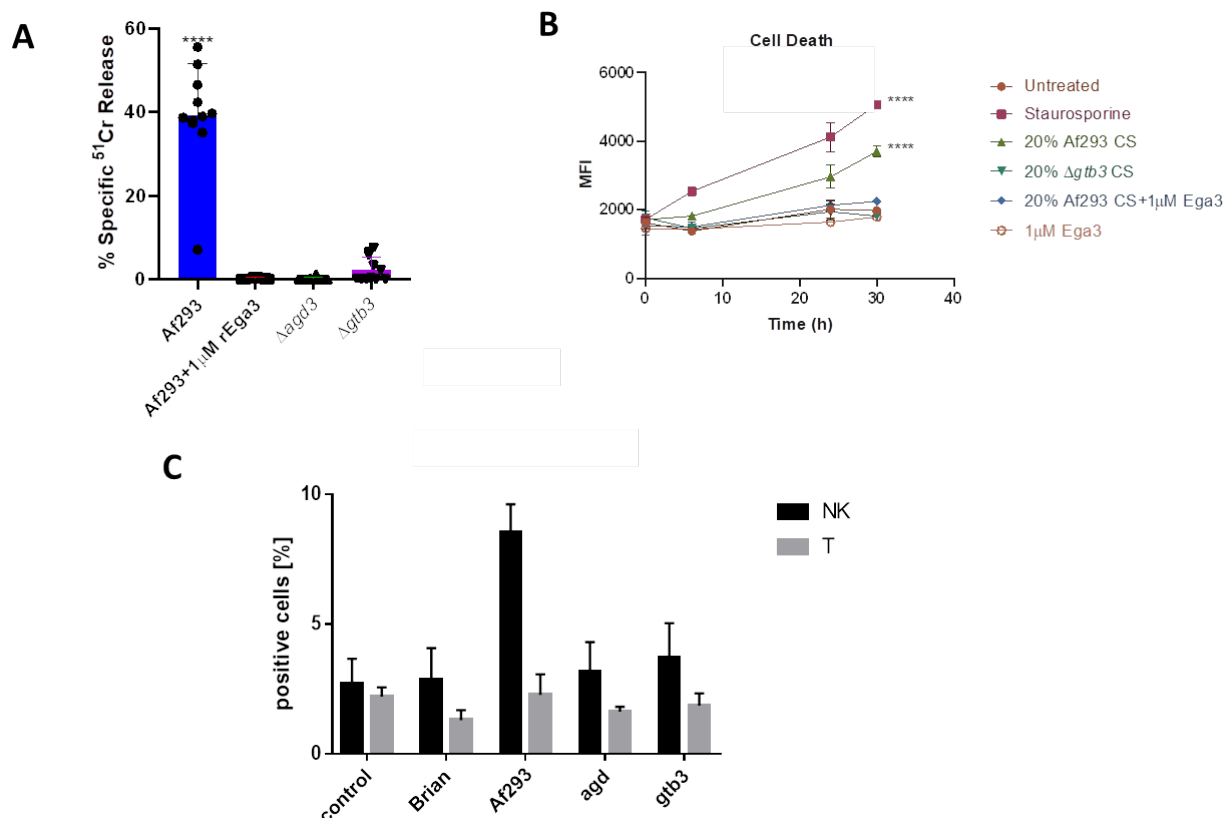 A
% Specific ⁵¹Cr Release
60
40
20
0
****
Af293
Af293+1μM rEga3
Δagd3
Δgtb3
B
Cell Death
MFI
6000
4000
2000
0
0
10
20
30
40
Time (h)
****
****
Untreated
Staurosporine
20% Af293 CS
20% Δgtb3 CS
20% Af293 CS+1μM Ega3
1μM Ega3
C
positive cells [%]
10
5
0
control
Brian
Af293
agd
gtb3
NK
T